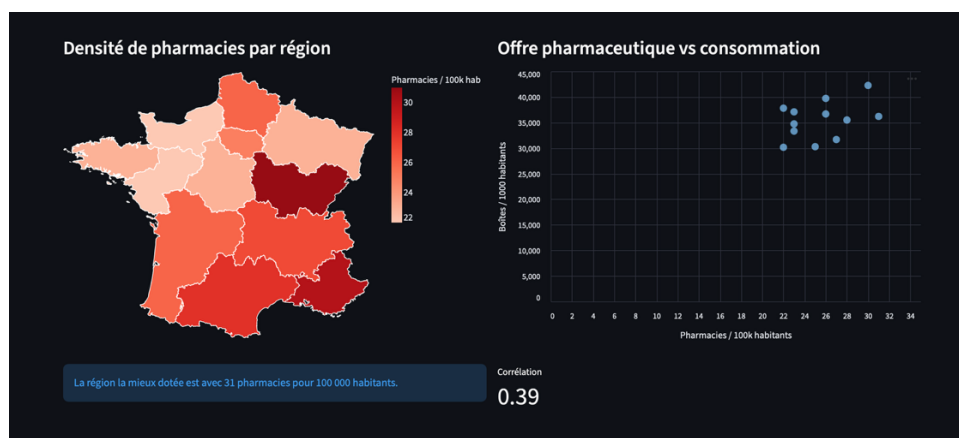 Densité de pharmacies par région
Pharmacies / 100k hab
30
28
26
24
22
La région la mieux dotée est avec 31 pharmacies pour 100 000 habitants.
Offre pharmaceutique vs consommation
45,000
40,000
35,000
30,000
25,000
20,000
15,000
10,000
5,000
0
Boîtes / 1000 habitants
0 2 4 6 8 10 12 14 16 18 20 22 24 26 28 30 32 34
Pharmacies / 100k habitants
Corrélation
0.39